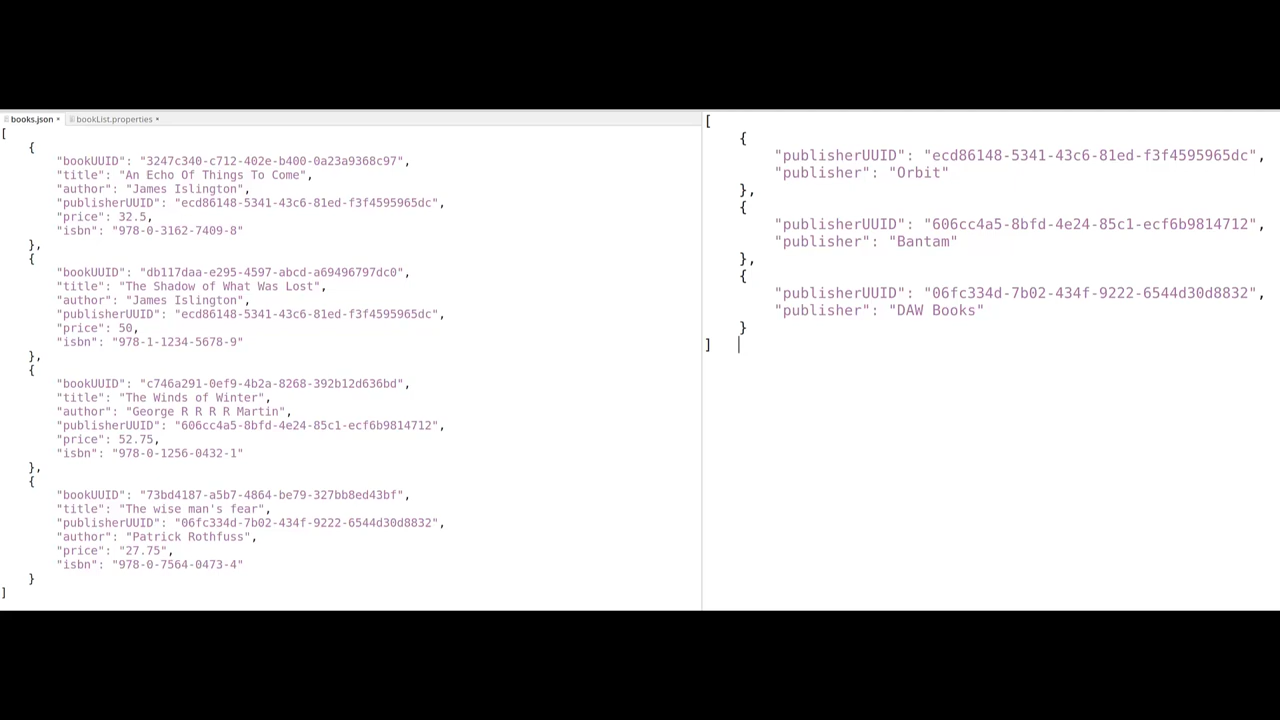 books.json
bookList.properties
[
    {
        "bookUUID": "3247c340-c712-402e-b400-0a23a9368c97",
        "title": "An Echo Of Things To Come",
        "author": "James Islington",
        "publisherUUID": "ecd86148-5341-43c6-81ed-f3f4595965dc",
        "price": 32.5,
        "isbn": "978-0-3162-7409-8"
    },
    {
        "bookUUID": "db117daa-e295-4597-abcd-a69496797dc0",
        "title": "The Shadow of What Was Lost",
        "author": "James Islington",
        "publisherUUID": "ecd86148-5341-43c6-81ed-f3f4595965dc",
        "price": 50,
        "isbn": "978-1-1234-5678-9"
    },
    {
        "bookUUID": "c746a291-0ef9-4b2a-8268-392b12d636bd",
        "title": "The Winds of Winter",
        "author": "George R R R R Martin",
        "publisherUUID": "606cc4a5-8bfd-4e24-85c1-ecf6b9814712",
        "price": 52.75,
        "isbn": "978-0-1256-0432-1"
    },
    {
        "bookUUID": "73bd4187-a5b7-4864-be79-327bb8ed43bf",
        "title": "The wise man's fear",
        "publisherUUID": "06fc334d-7b02-434f-9222-6544d30d8832",
        "author": "Patrick Rothfuss",
        "price": "27.75",
        "isbn": "978-0-7564-0473-4"
    }
]
[
    {
        "publisherUUID": "ecd86148-5341-43c6-81ed-f3f4595965dc",
        "publisher": "Orbit"
    },
    {
        "publisherUUID": "606cc4a5-8bfd-4e24-85c1-ecf6b9814712",
        "publisher": "Bantam"
    },
    {
        "publisherUUID": "06fc334d-7b02-434f-9222-6544d30d8832",
        "publisher": "DAW Books"
    }
]